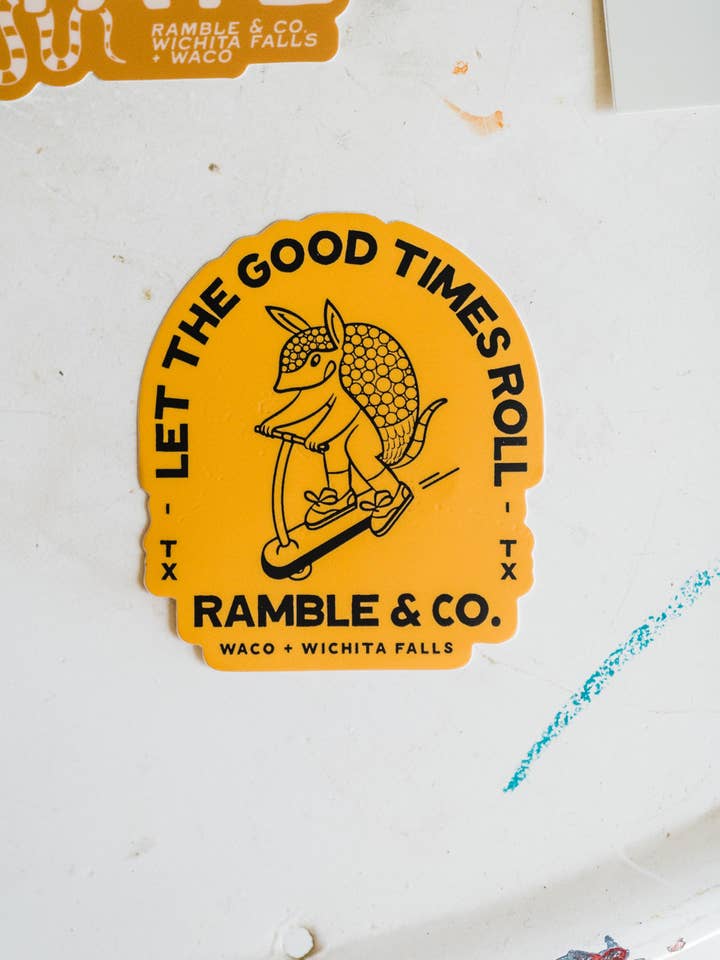 RAMBLE & CO.
WICHITA FALLS
+ WACO
LET THE GOOD TIMES ROLL
- TX
- TX
RAMBLE & CO.
WACO + WICHITA FALLS